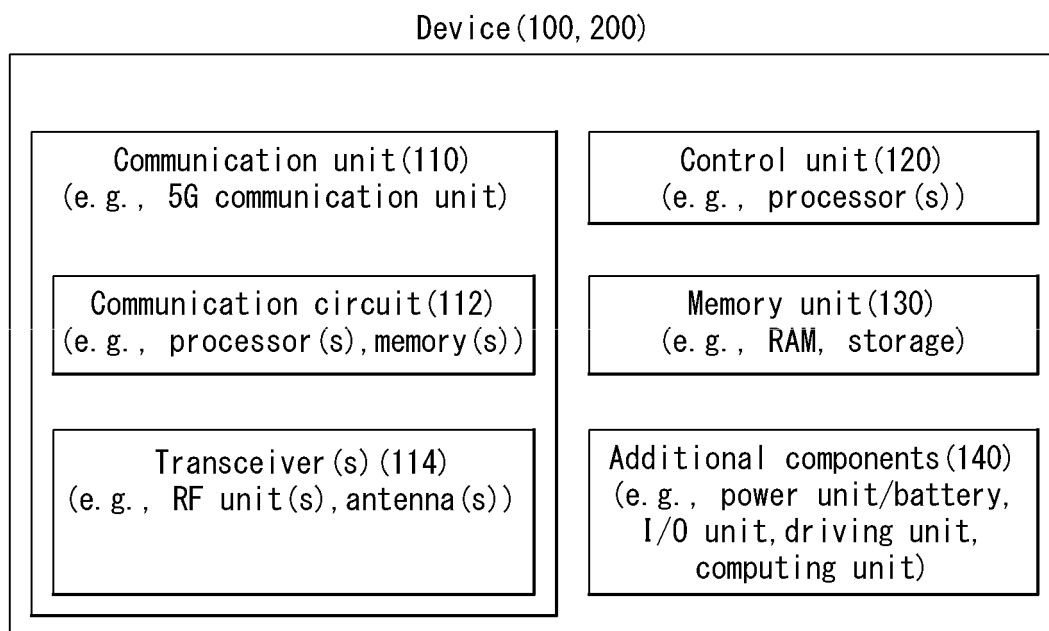 Device(100,200)
Communication unit(110)
(e.g., 5G communication unit)
Communication circuit(112)
(e.g., processor(s),memory(s))
Transceiver(s)(114)
(e.g., RF unit(s),antenna(s))
Control unit(120)
(e.g., processor(s))
Memory unit(130)
(e.g., RAM, storage)
Additional components(140)
(e.g., power unit/battery,
I/O unit,driving unit,
computing unit)